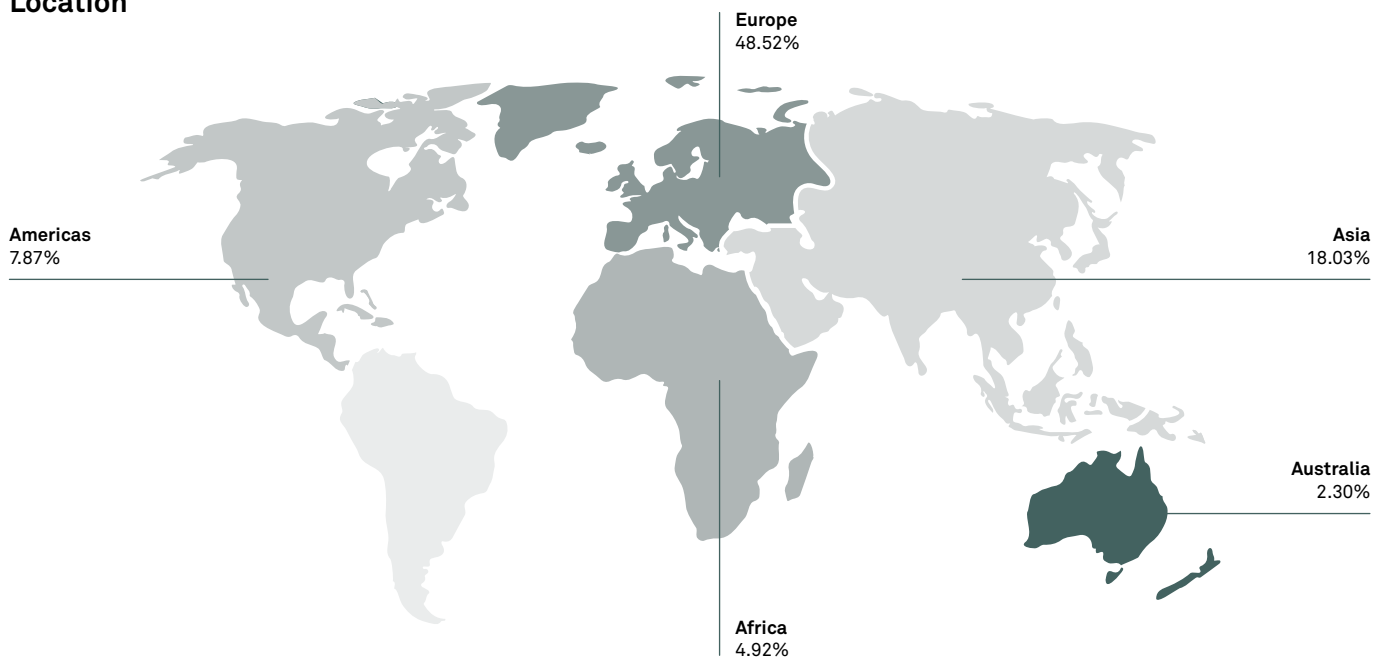 Location
Europe
48.52%
Americas
7.87%
Asia
18.03%
Australia
2.30%
Africa
4.92%